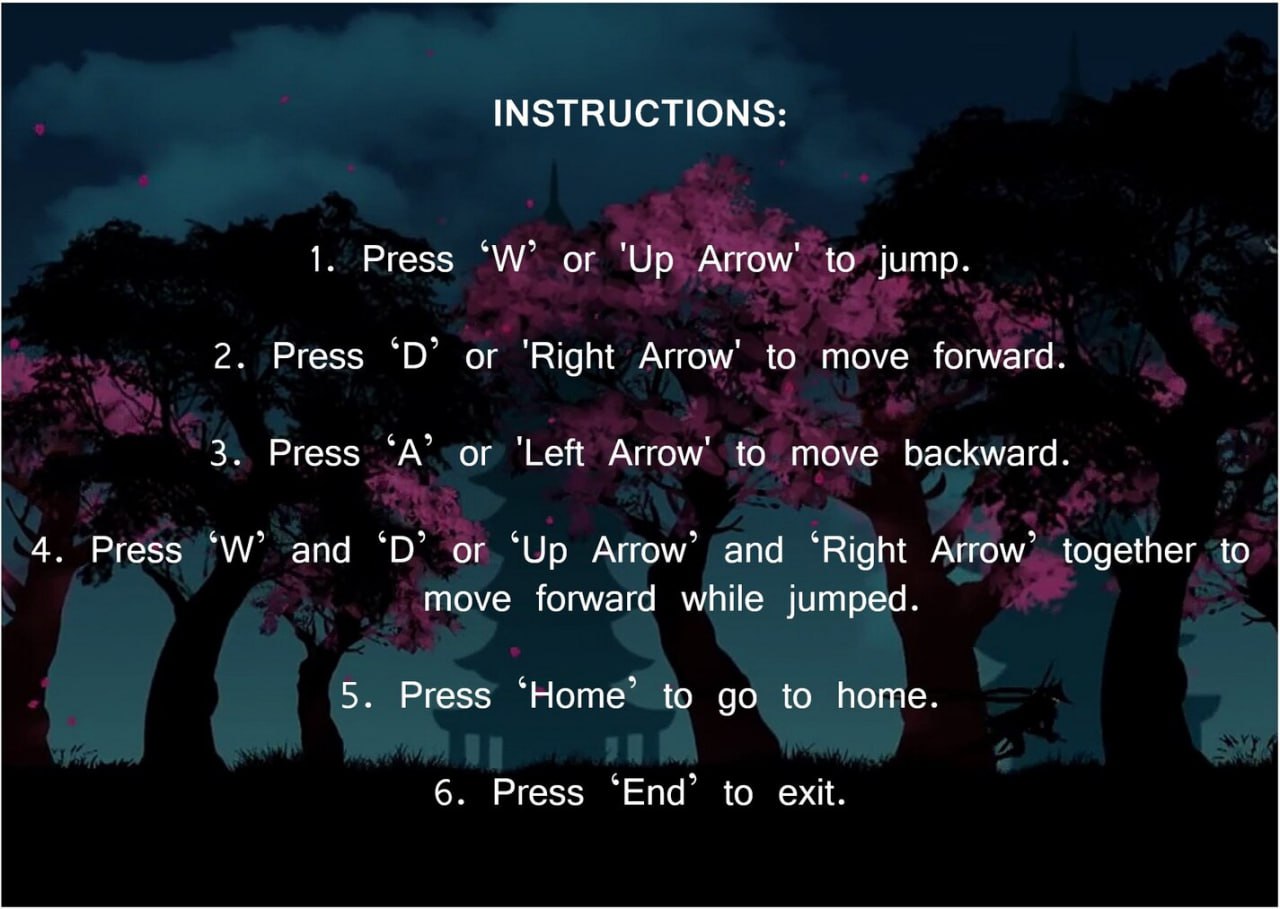 INSTRUCTIONS:
1. Press ‘W’ or 'Up Arrow' to jump.
2. Press ‘D’ or 'Right Arrow' to move forward.
3. Press ‘A’ or 'Left Arrow' to move backward.
4. Press ‘W’ and ‘D’ or ‘Up Arrow’ and ‘Right Arrow’ together to
move forward while jumped.
5. Press ‘Home’ to go to home.
6. Press ‘End’ to exit.